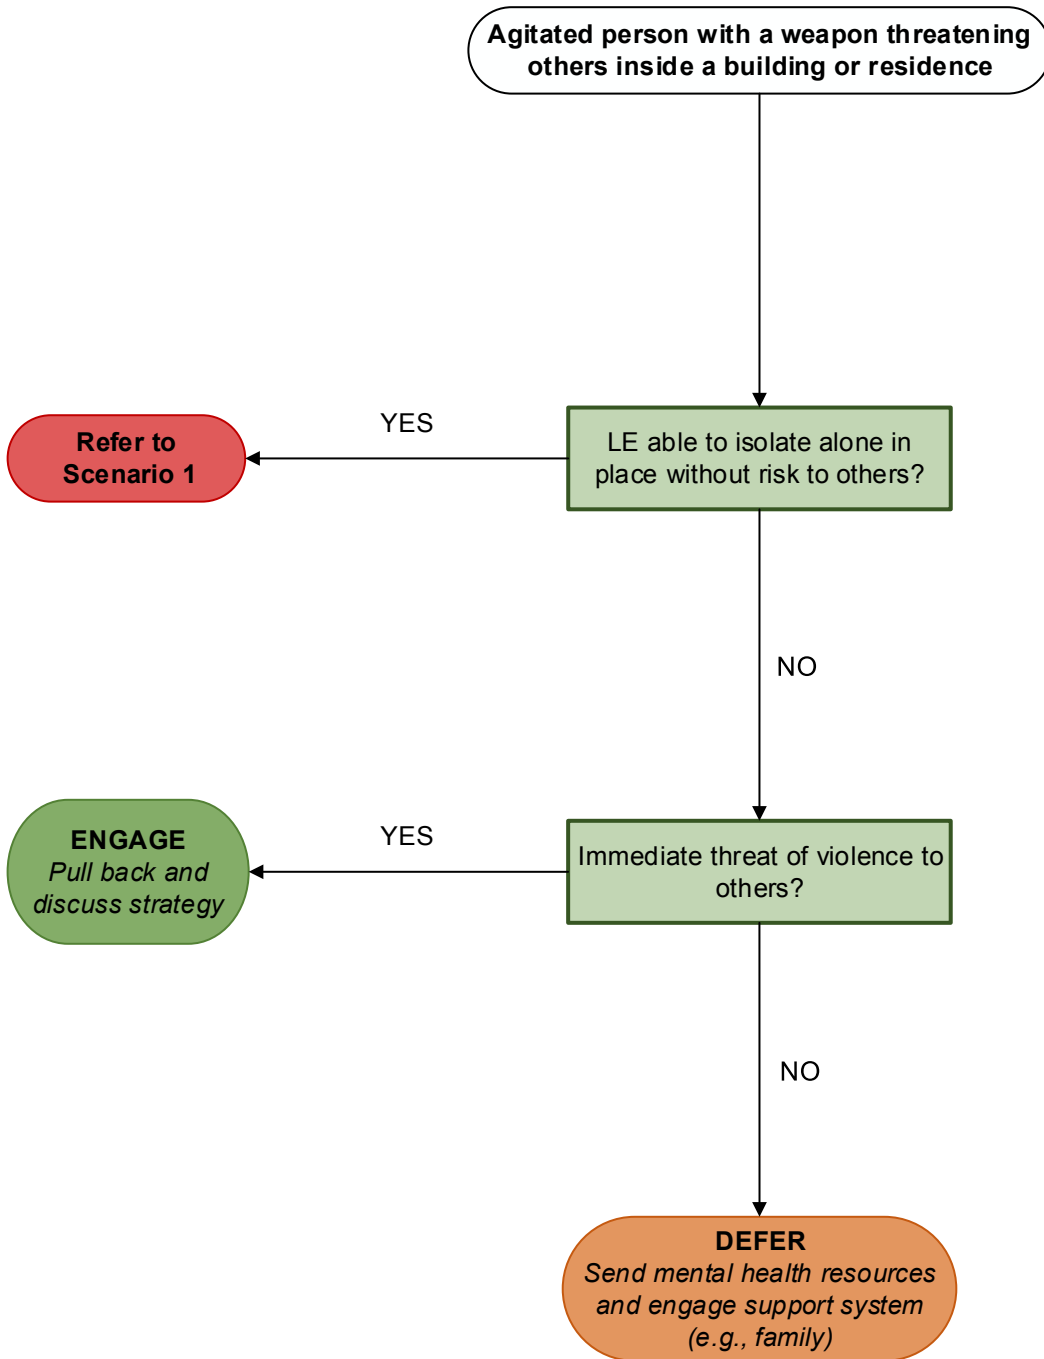 Agitated person with a weapon threatening
others inside a building or residence
YES
Refer to
Scenario 1
LE able to isolate alone in
place without risk to others?
NO
YES
ENGAGE
Pull back and
discuss strategy
Immediate threat of violence to
others?
NO
DEFER
Send mental health resources
and engage support system
(e.g., family)